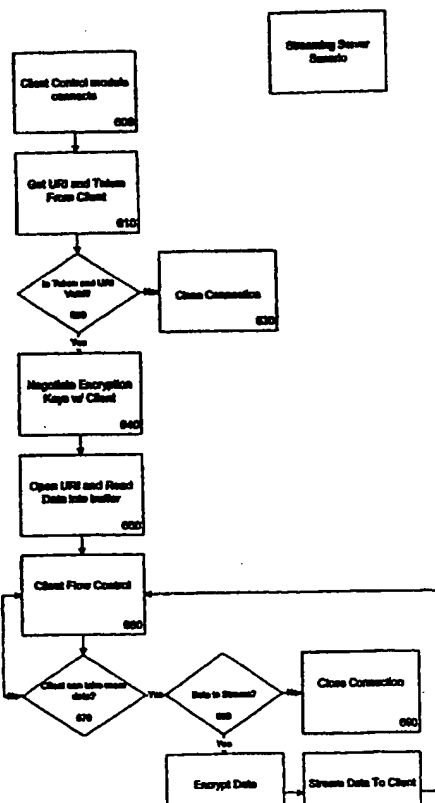 Streaming Server
Scenario
Client Control module
connects
600
Get URI and Token
From Client
610
Is Token and URI
Valid?
620
No
Close Connection
630
Yes
Negotiate Encryption
Keys w/ Client
640
Open URI and Read
Data into buffer
650
Client Flow Control
660
Client can take more
data?
670
No
Yes
Data in Stream?
680
No
Close Connection
690
Yes
Encrypt Data
Stream Data To Client